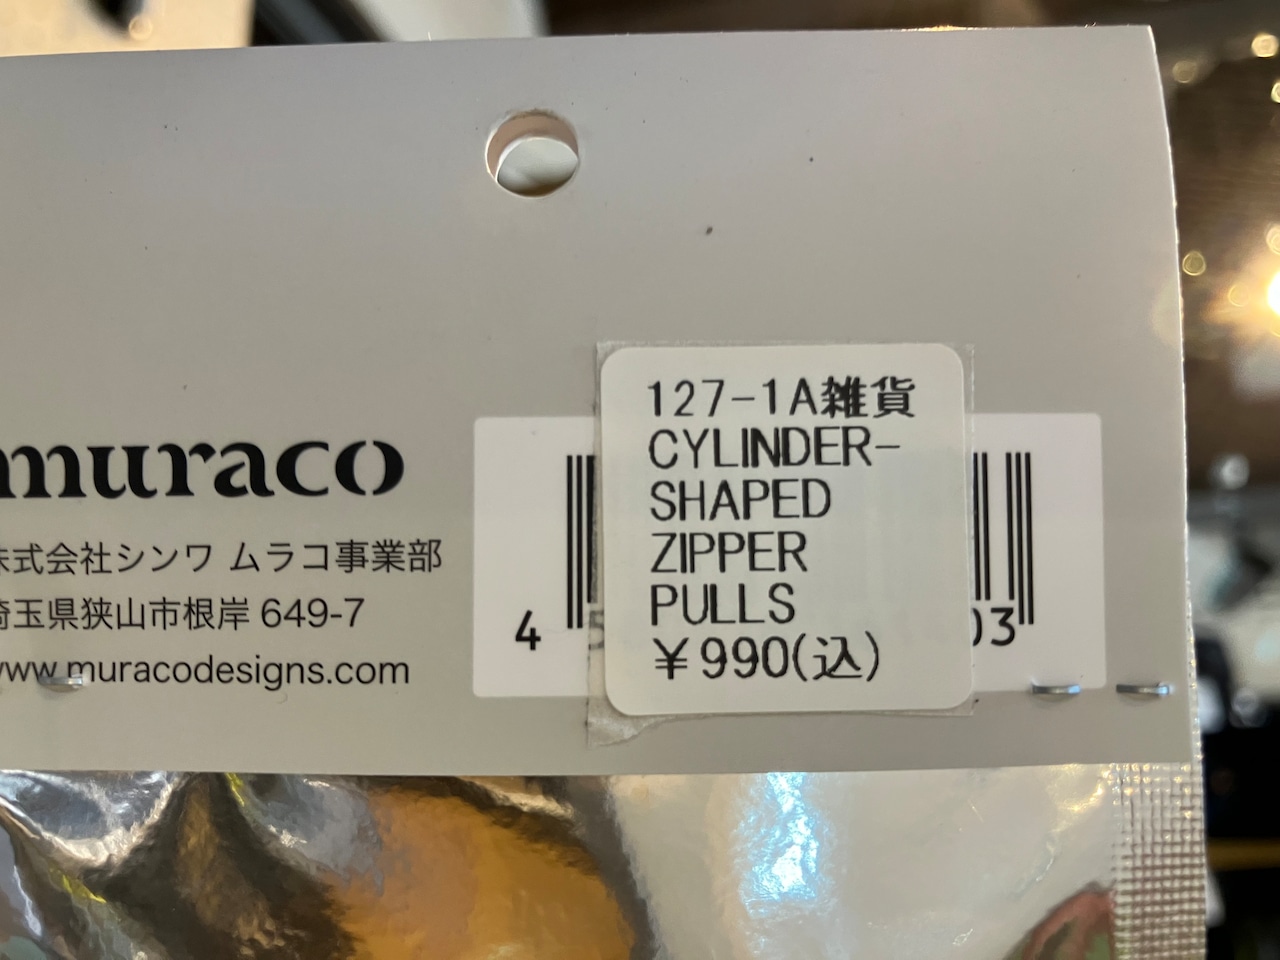 muraco
株式会社シンワ ムラコ事業部
埼玉県狭山市根岸 649-7
www.muracodesigns.com
4
03
127-1A雑貨
CYLINDER-
SHAPED
ZIPPER
PULLS
¥990(込)